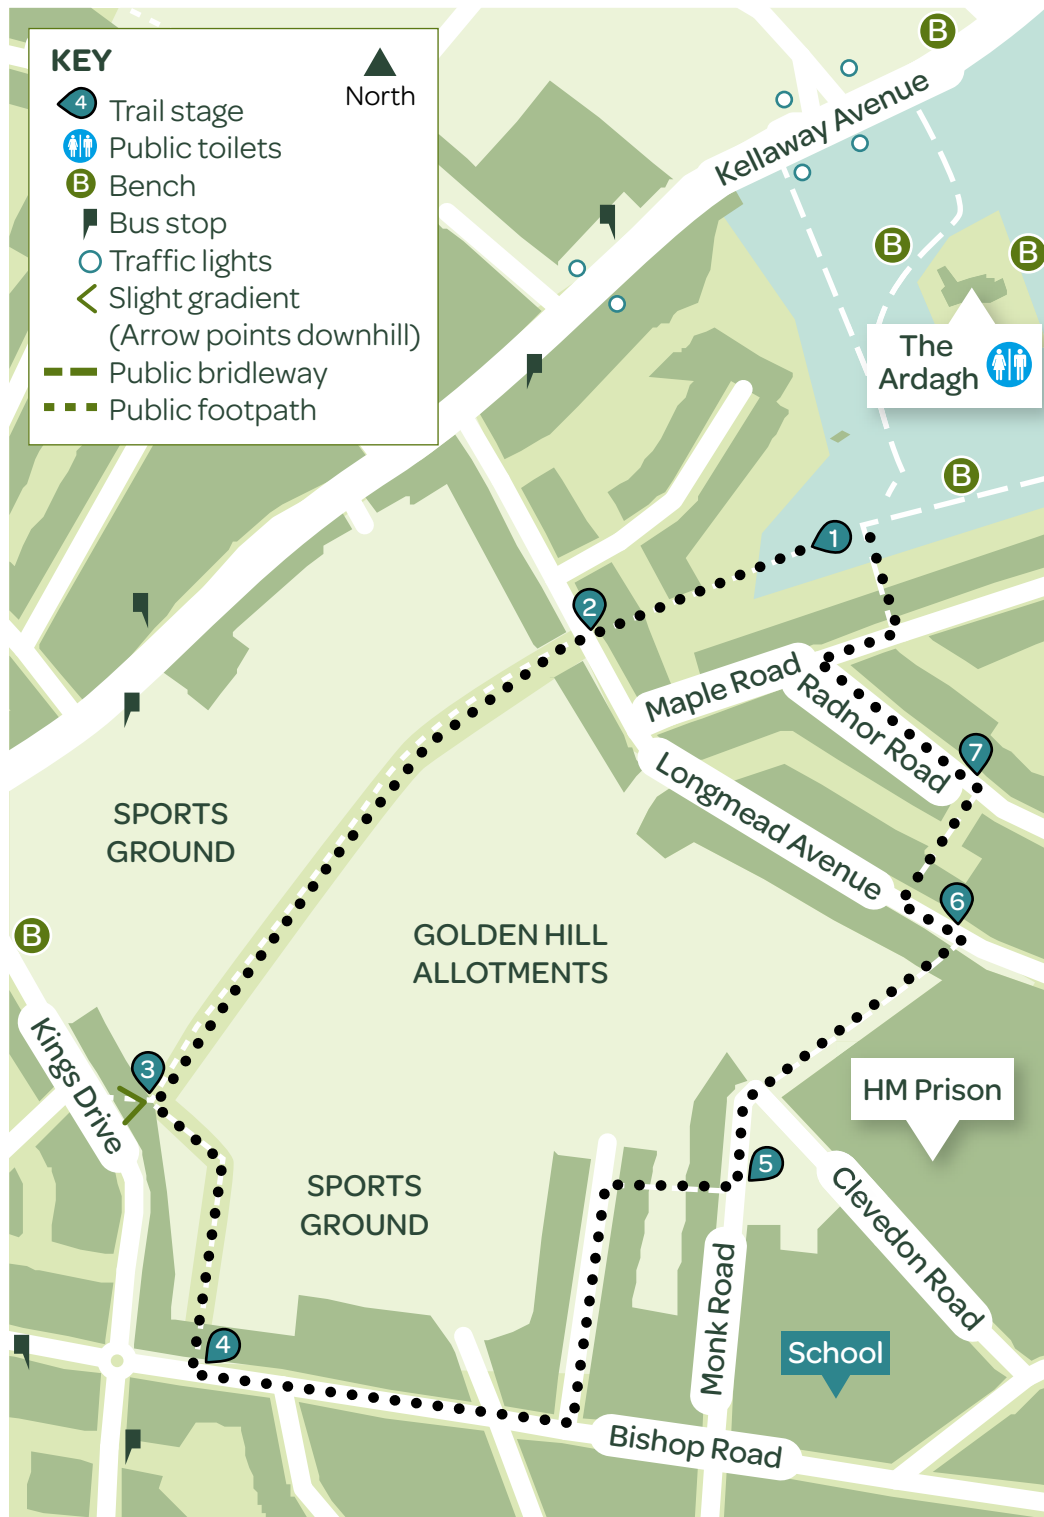 KEY
North
4
Trail stage
Public toilets
B
Bench
Bus stop
Traffic lights
Slight gradient
(Arrow points downhill)
Public bridleway
Public footpath
B
Kellaway Avenue
B
B
The
Ardagh
B
1
2
Maple Road
Radnor Road
7
Longmead Avenue
6
SPORTS
GROUND
B
GOLDEN HILL
ALLOTMENTS
Kings Drive
3
HM Prison
5
SPORTS
GROUND
Clevedon Road
Monk Road
4
School
Bishop Road